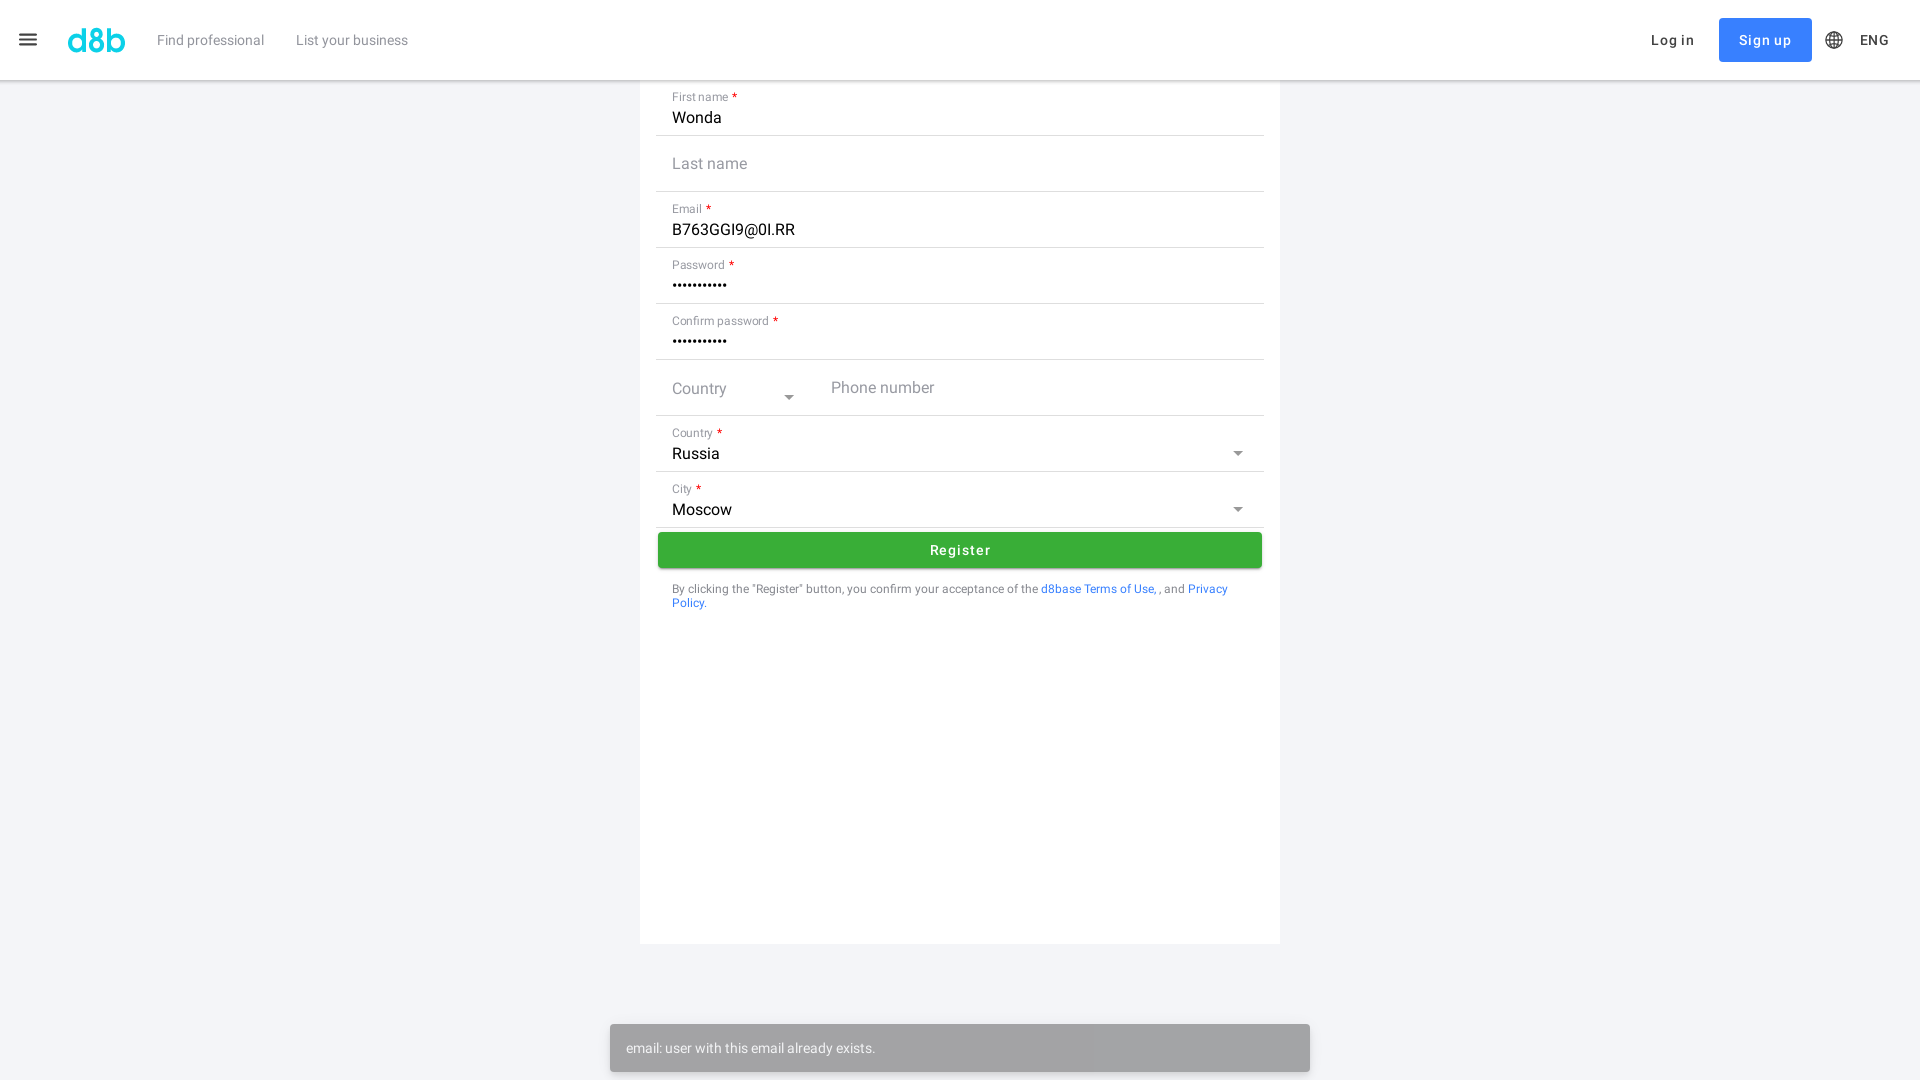 d8b
Find professional
List your business
Log in
Sign up
ENG
First name *
Wonda
Last name
Email *
B763GGI9@0I.RR
Password *
•••••••••••
Confirm password *
•••••••••••
Country
Phone number
Country *
Russia
City *
Moscow
Register
By clicking the "Register" button, you confirm your acceptance of the d8base Terms of Use, , and Privacy
Policy.
email: user with this email already exists.